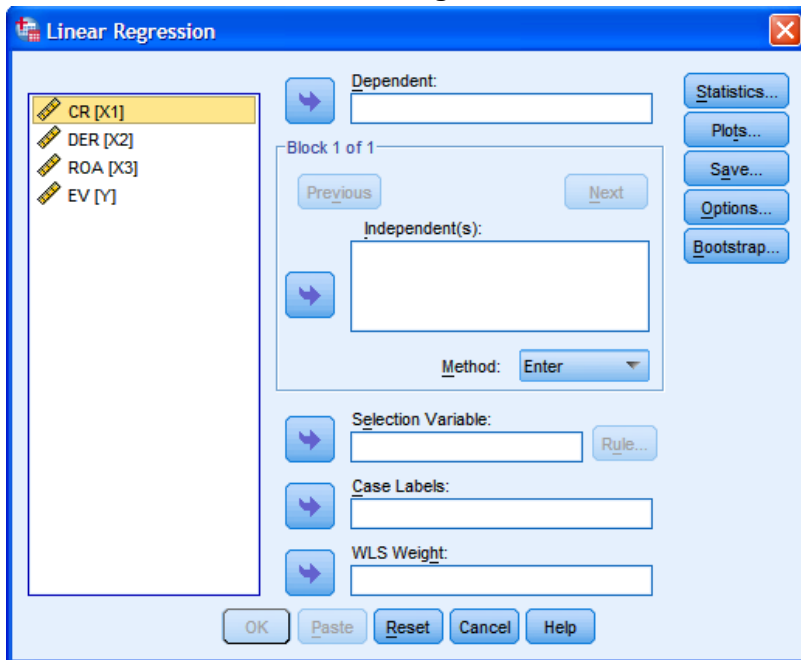 Linear Regression
CR [X1]
DER [X2]
ROA [X3]
EV [Y]
Dependent:
Block 1 of 1
Previous
Next
Independent(s):
Method: Enter
Selection Variable:
Rule...
Case Labels:
WLS Weight:
Statistics...
Plots...
Save...
Options...
Bootstrap...
OK Paste Reset Cancel Help